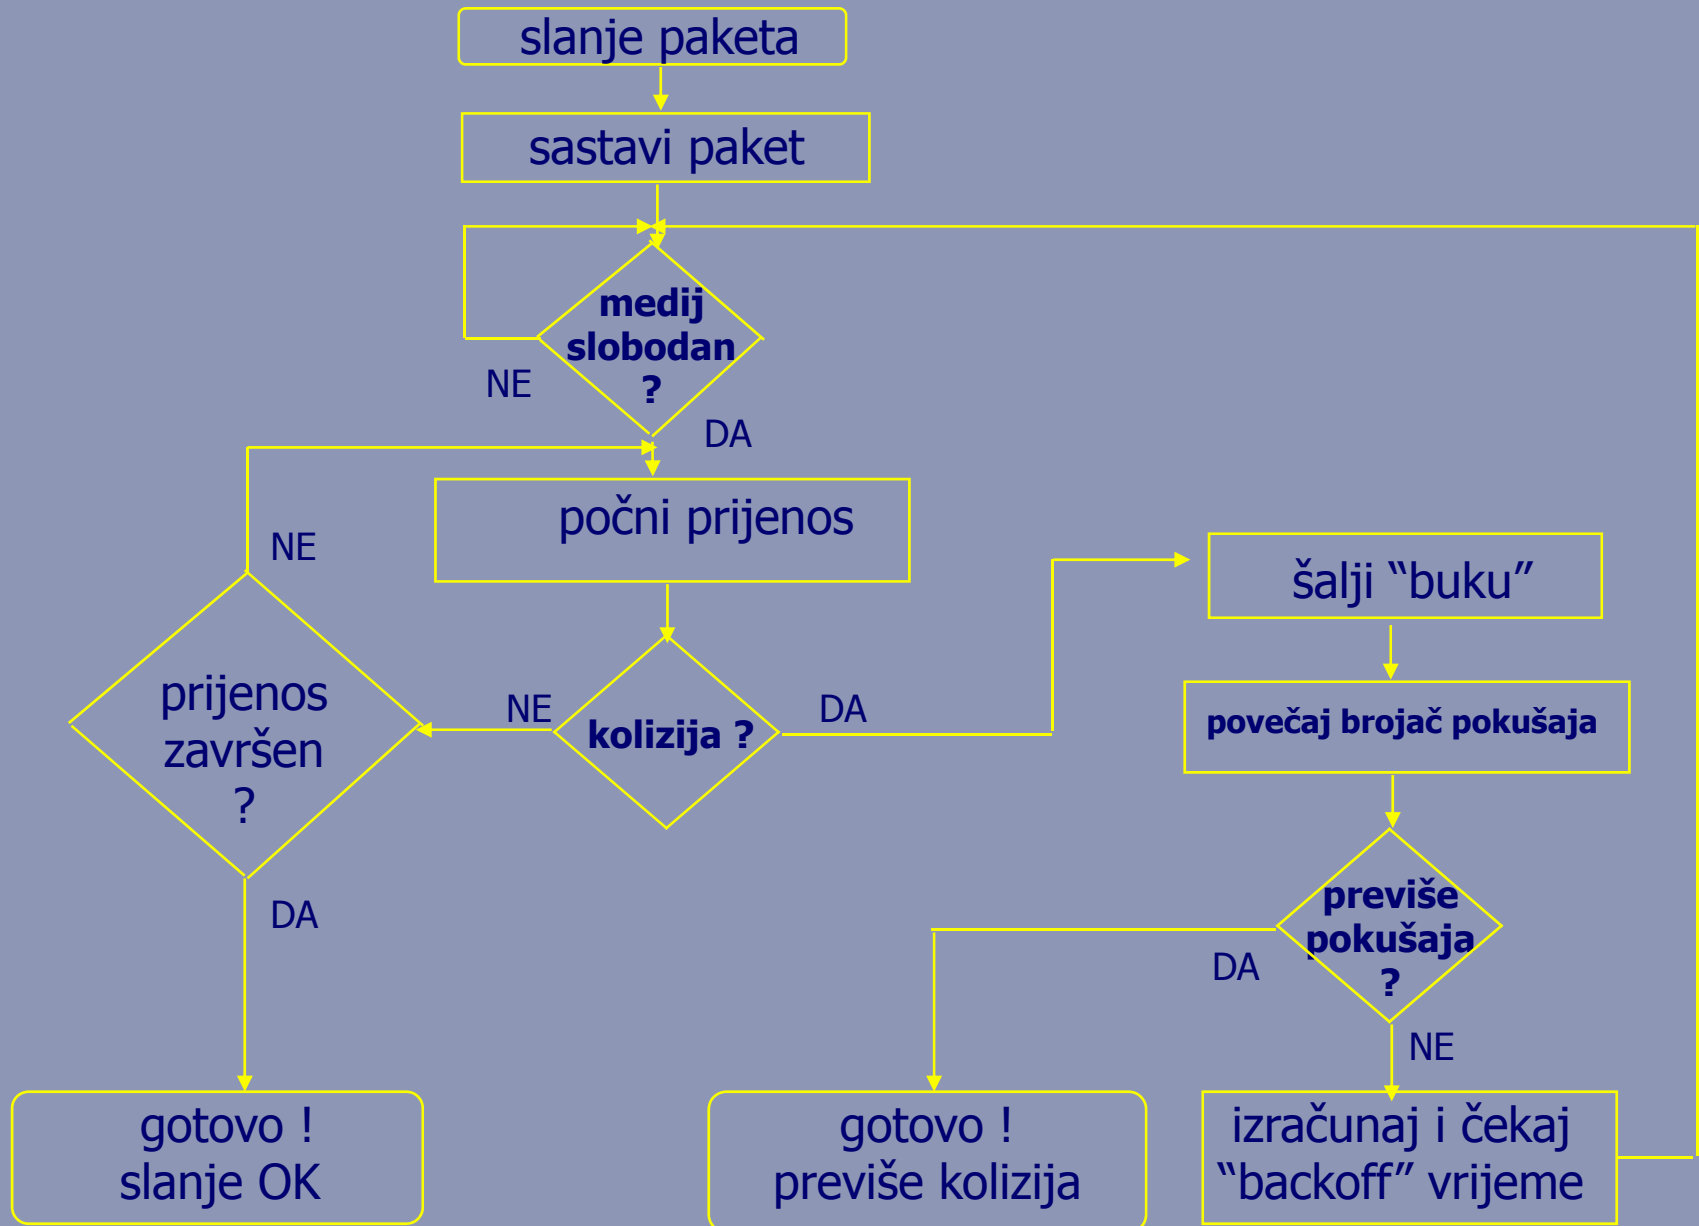 slanje paketa
sastavi paket
medij
slobodan
?
NE
DA
počni prijenos
NE
šalji “buku”
prijenos
završen
?
NE
kolizija ?
DA
povečaj brojač pokušaja
DA
previše
pokušaja
?
DA
NE
gotovo !
slanje OK
gotovo !
previše kolizija
izračunaj i čekaj
“backoff” vrijeme